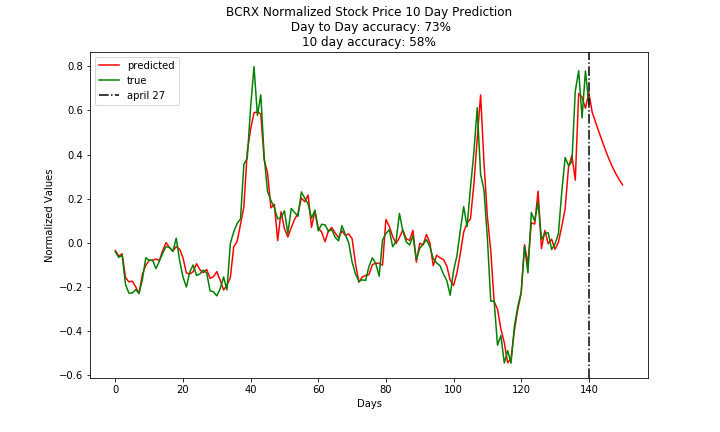 BCRX Normalized Stock Price 10 Day Prediction
Day to Day accuracy: 73%
10 day accuracy: 58%
predicted
true
april 27
Normalized Values
0.8
0.6
0.4
0.2
0.0
−0.2
−0.4
−0.6
0
20
40
60
80
100
120
140
Days